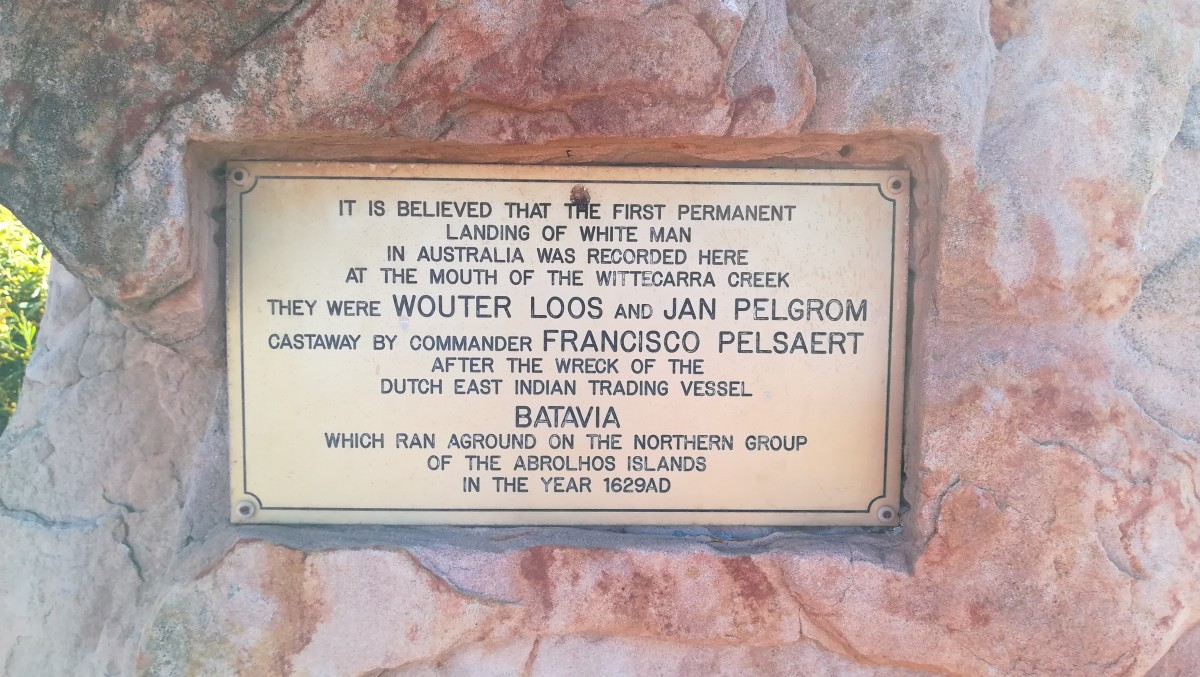 IT IS BELIEVED THAT THE FIRST PERMANENT
LANDING OF WHITE MAN
IN AUSTRALIA WAS RECORDED HERE
AT THE MOUTH OF THE WITTECARRA CREEK
THEY WERE WOUTER LOOS AND JAN PELGROM
CASTAWAY BY COMMANDER FRANCISCO PELSAERT
AFTER THE WRECK OF THE
DUTCH EAST INDIAN TRADING VESSEL
BATAVIA
WHICH RAN AGROUND ON THE NORTHERN GROUP
OF THE ABROLHOS ISLANDS
IN THE YEAR 1629AD